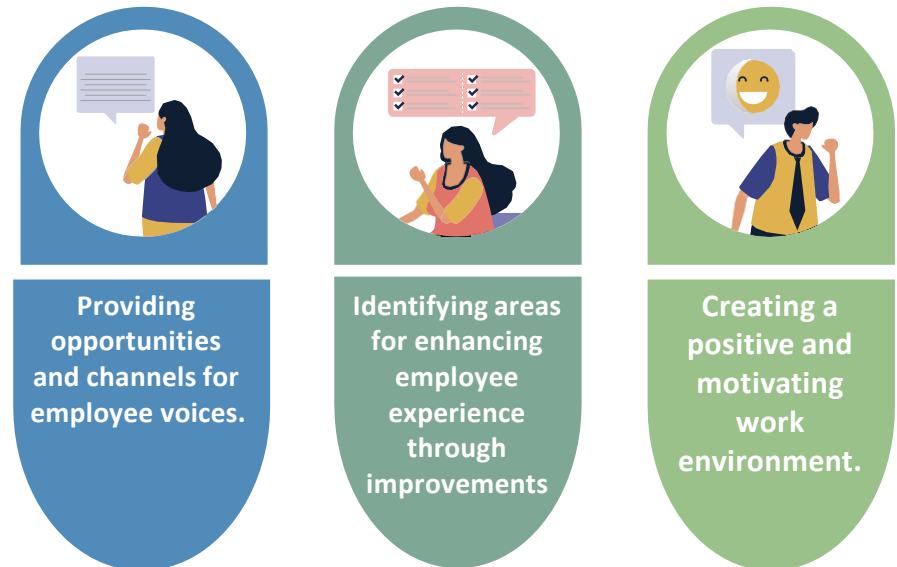 Providing
opportunities
and channels for
employee voices.
Identifying areas
for enhancing
employee
experience
through
improvements
Creating a
positive and
motivating
work
environment.